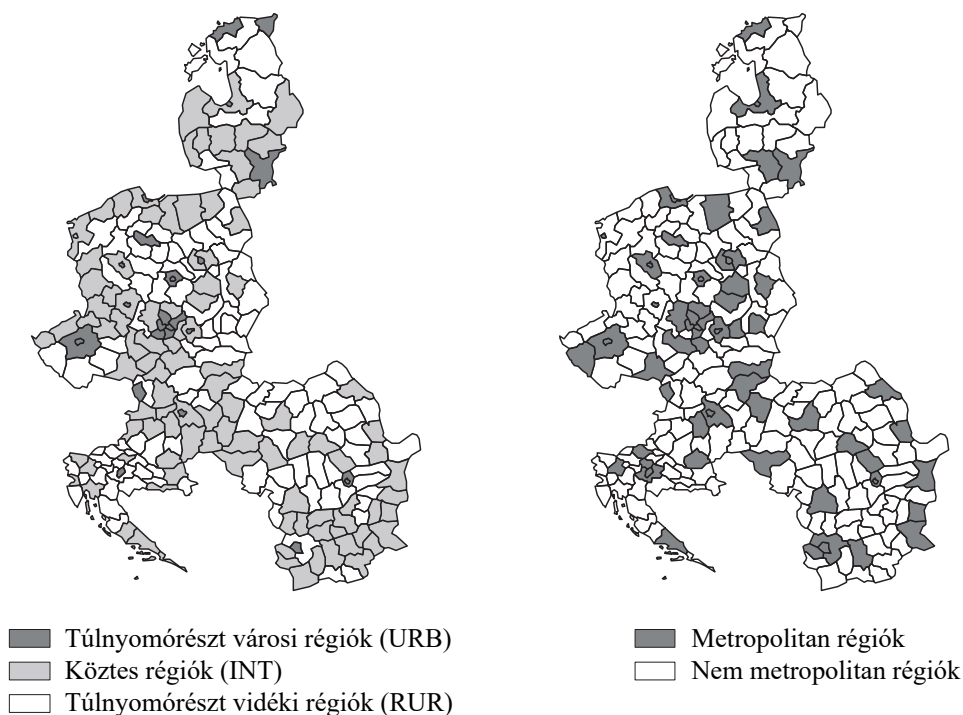 Túlnyomórészt városi régiók (URB)
Köztes régiók (INT)
Túlnyomórészt vidéki régiók (RUR)
Metropolitan régiók
Nem metropolitan régiók